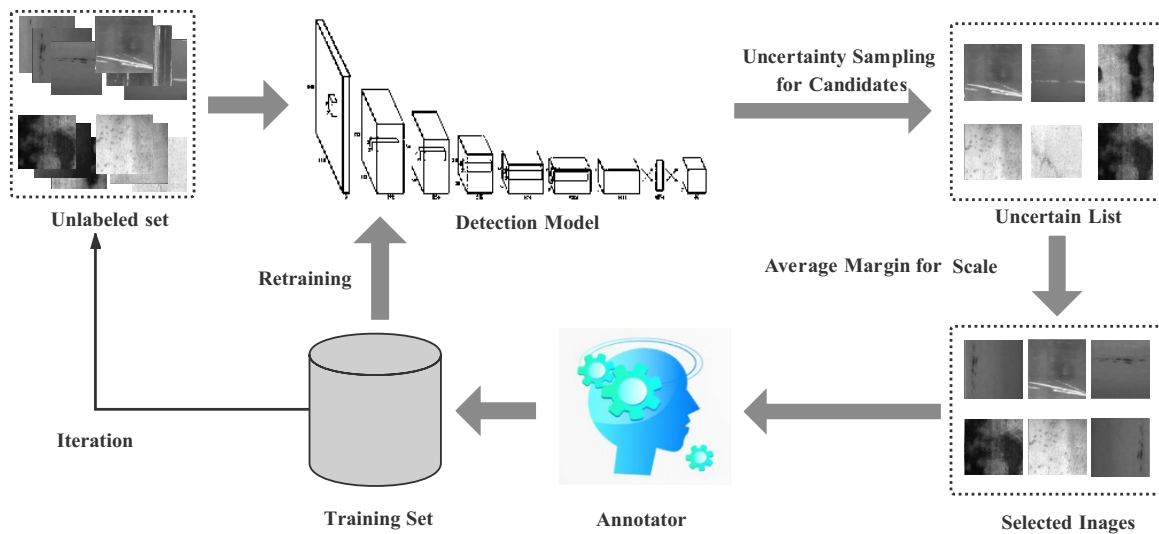 Uncertainty Sampling
for Candidates
Unlabeled set
Detection Model
Uncertain List
Retraining
Average Margin for Scale
Iteration
Training Set
Annotator
Selected Images